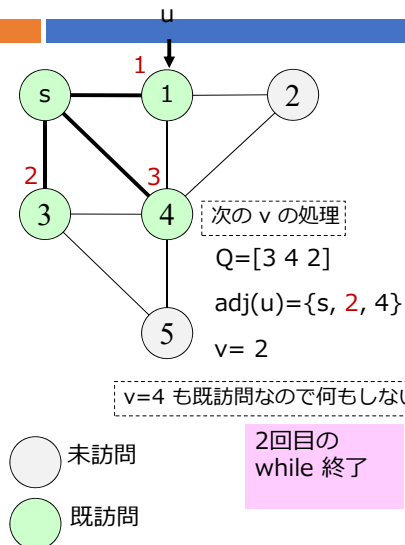 u
1
s
1
2
2
3
3
4
次の v の処理
Q=[3 4 2]
adj(u)={s, 2, 4}
5
v= 2
v=4 も既訪問なので何もしない
未訪問
2回目の
while 終了
既訪問